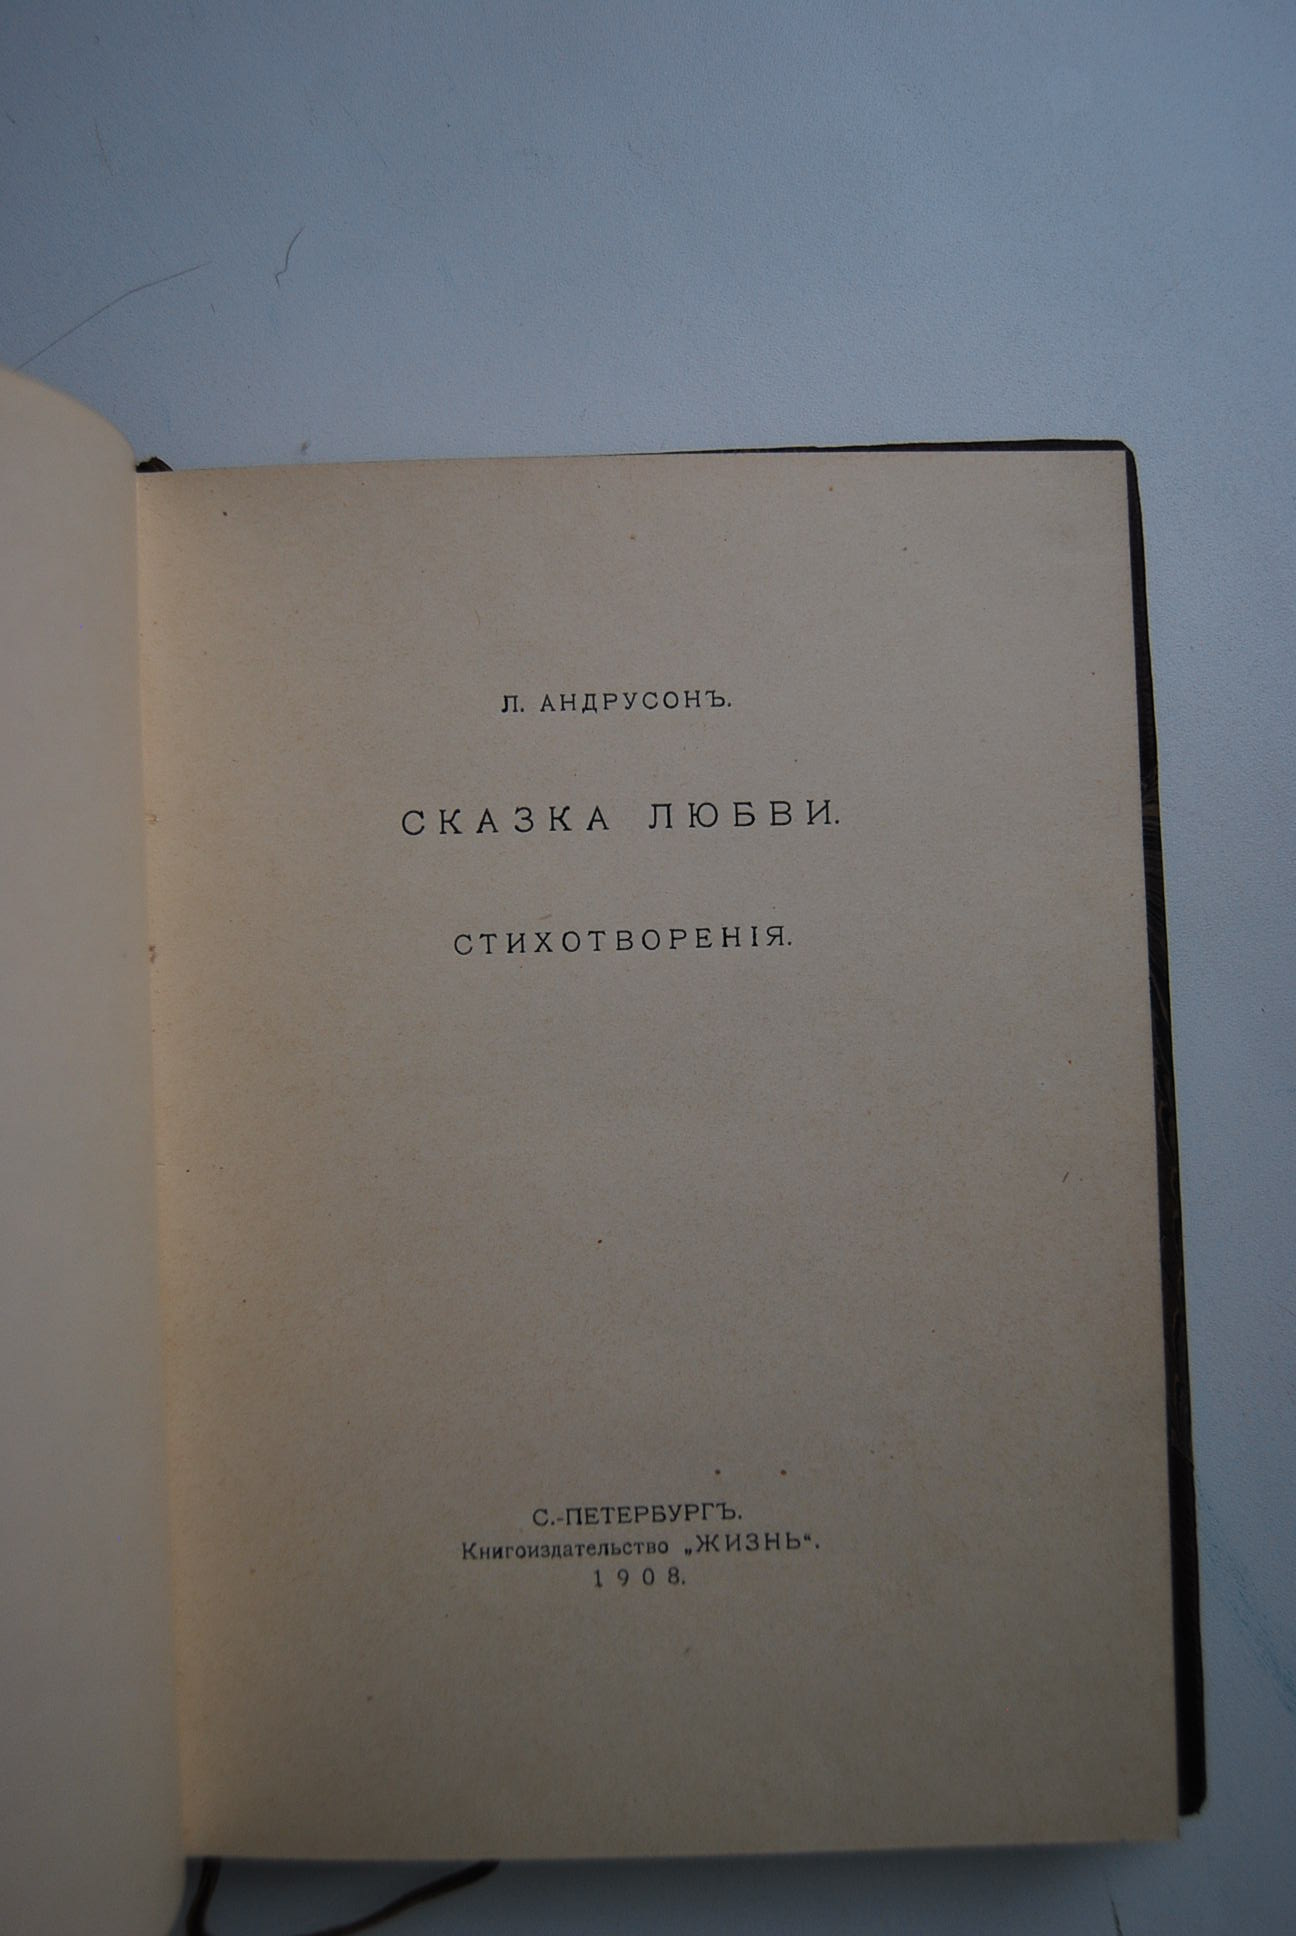 Л. АНДРУСОНЪ.
СКАЗКА ЛЮБВИ.
СТИХОТВОРЕНІЯ.
С.-ПЕТЕРБУРГЪ.
Книгоиздательство „ЖИЗНЬ“.
1908.